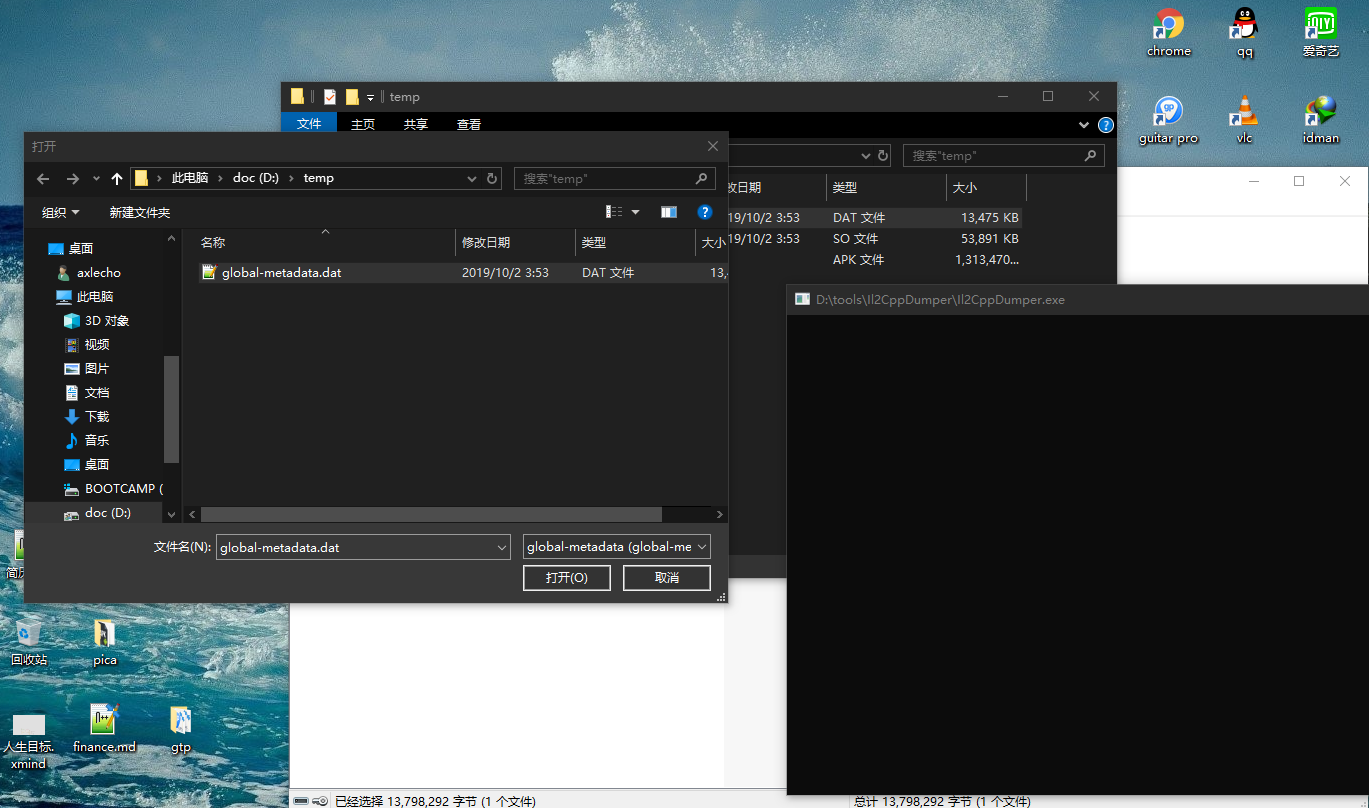 chrome
qq
爱奇艺
guitar pro
vlc
idman
temp
文件
主页
共享
查看
搜索"temp"
改日期
类型
大小
19/10/2 3:53
DAT 文件
13,475 KB
19/10/2 3:53
SO 文件
53,891 KB
APK 文件
1,313,470...
打开
此电脑
doc (D:)
temp
搜索"temp"
组织
新建文件夹
桌面
axlecho
此电脑
3D 对象
视频
图片
文档
下载
音乐
桌面
BOOTCAMP (
doc (D:)
名称
修改日期
类型
大小
global-metadata.dat
2019/10/2 3:53
DAT 文件
13,
文件名(N):
global-metadata.dat
global-metadata (global-me
打开(O)
取消
D:\tools\Il2CppDumper\Il2CppDumper.exe
简历
回收站
pica
人生目标.
xmind
finance.md
gtp
已经选择 13,798,292 字节 (1 个文件)
总计 13,798,292 字节 (1 个文件)